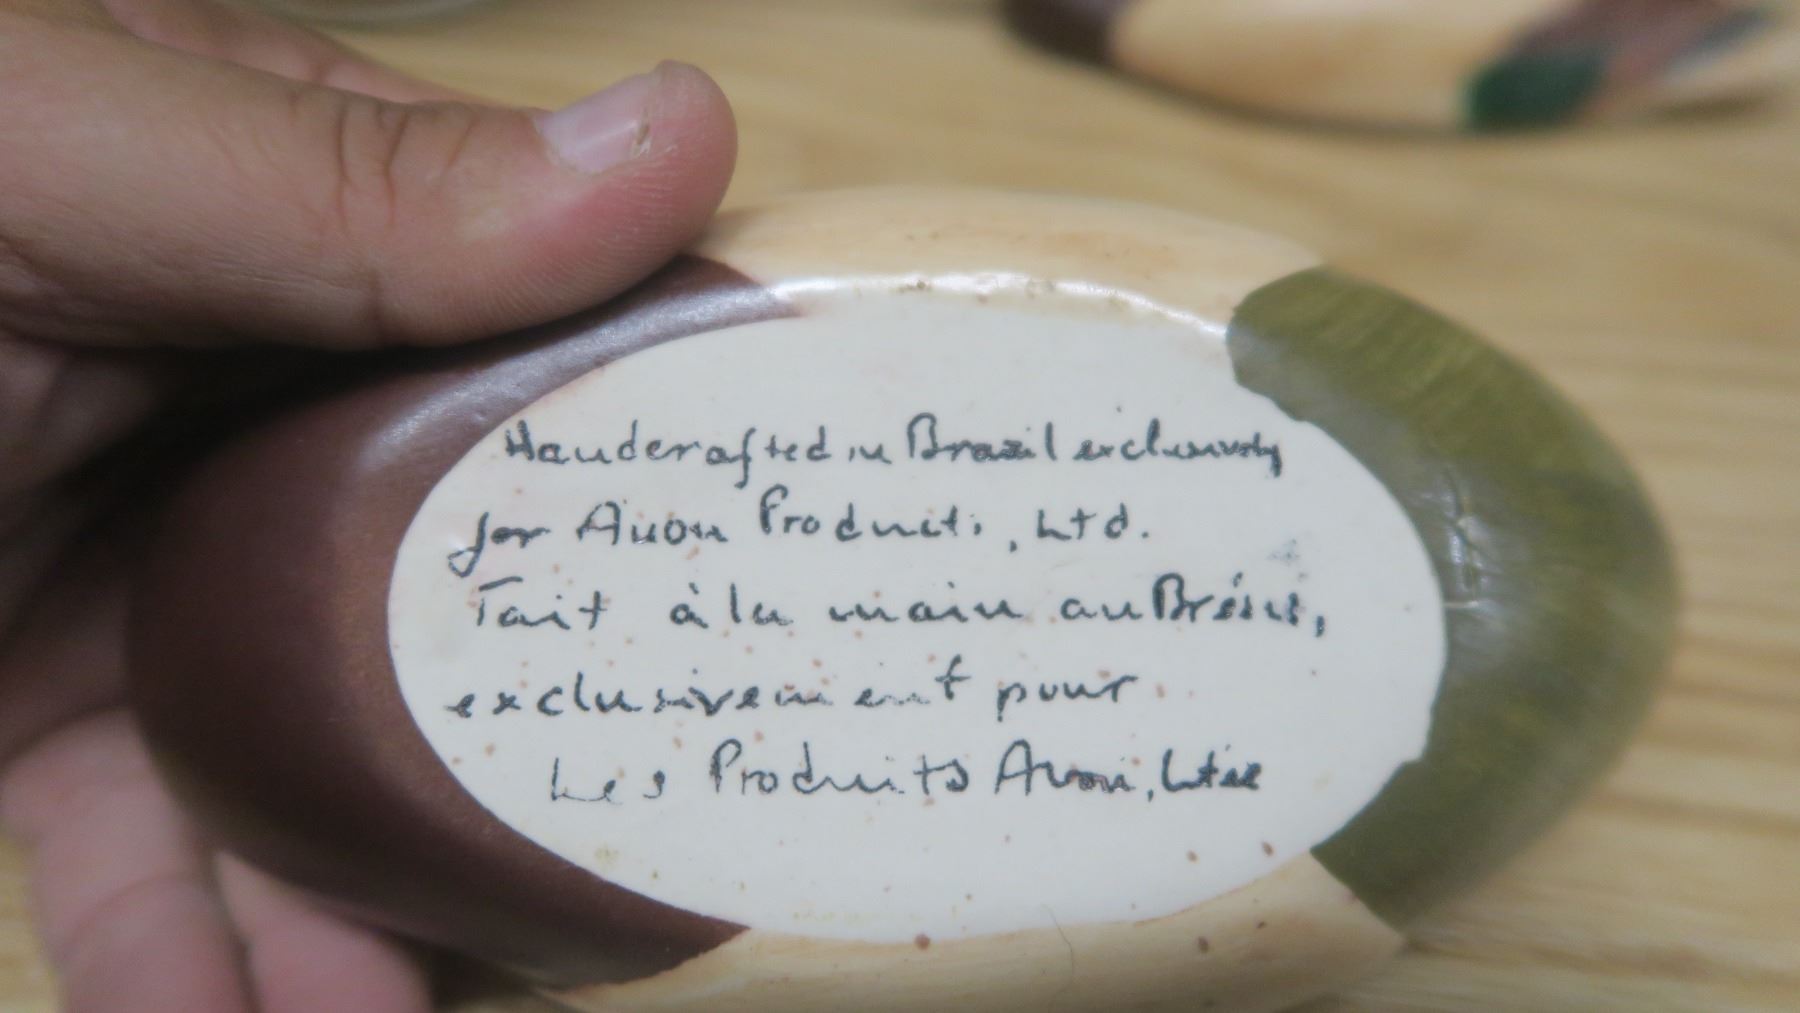 Handcrafted in Brazil exclusively
for Avon Products, Ltd.
Fait à la main au Brésil,
exclusivement pour
Les Produits Avon, Ltée